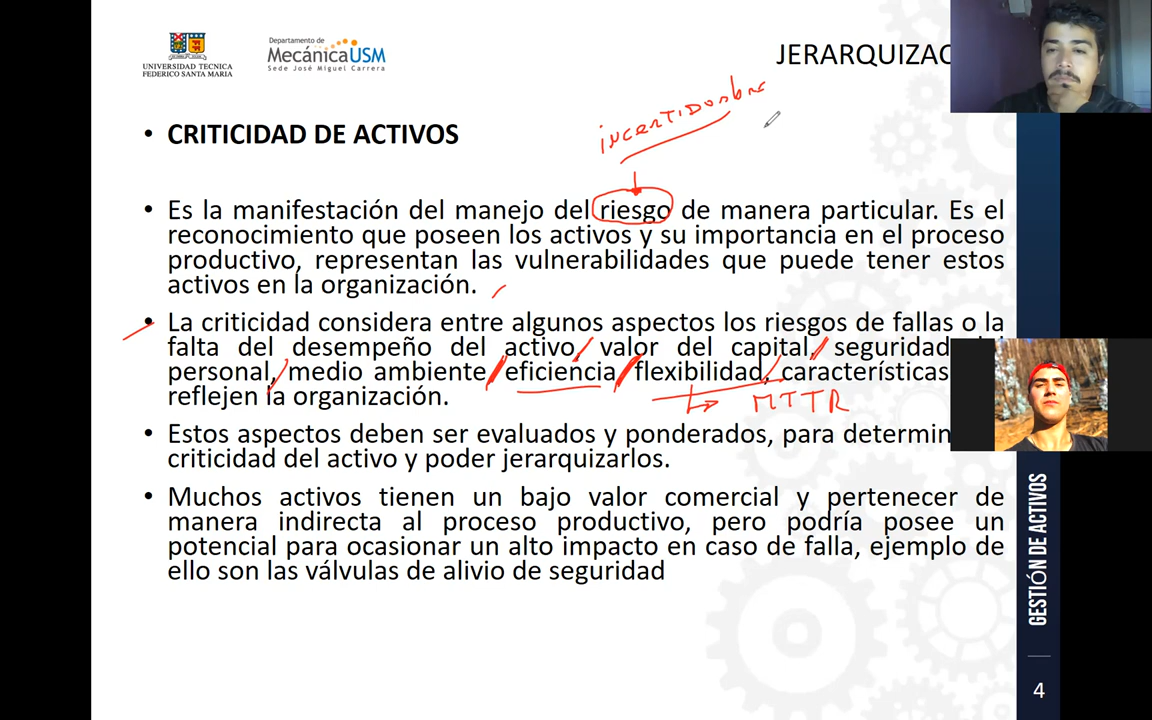 UNIVERSIDAD TECNICA
FEDERICO SANTA MARIA
Departamento de
MecánicaUSM
Sede José Miguel Carrera
JERARQUIZAC
incertidumbre
• CRITICIDAD DE ACTIVOS
• Es la manifestación del manejo del riesgo de manera particular. Es el
reconocimiento que poseen los activos y su importancia en el proceso
productivo, representan las vulnerabilidades que puede tener estos
activos en la organización.
• La criticidad considera entre algunos aspectos los riesgos de fallas o la
falta del desempeño del activo, valor del capital, seguridad
personal, medio ambiente, eficiencia, flexibilidad, características
reflejen la organización.
MTTR
• Estos aspectos deben ser evaluados y ponderados, para determin
criticidad del activo y poder jerarquizarlos.
• Muchos activos tienen un bajo valor comercial y pertenecer de
manera indirecta al proceso productivo, pero podría posee un
potencial para ocasionar un alto impacto en caso de falla, ejemplo de
ello son las válvulas de alivio de seguridad
GESTIÓN DE ACTIVOS
4